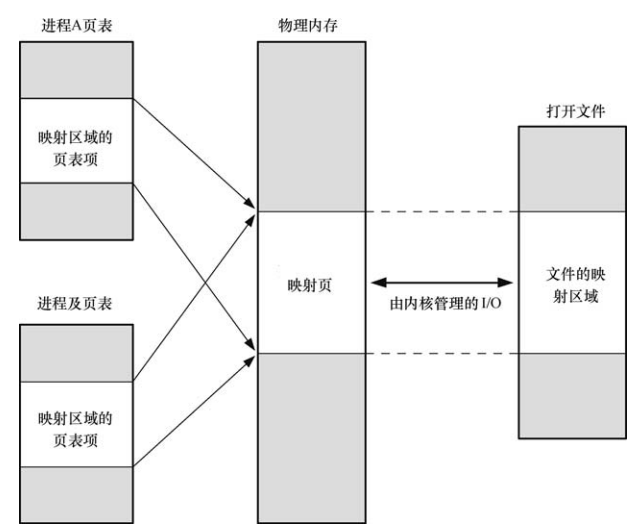 进程A页表
物理内存
打开文件
映射区域的
页表项
映射页
由内核管理的I/O
文件的映
射区域
进程及页表
映射区域的
页表项